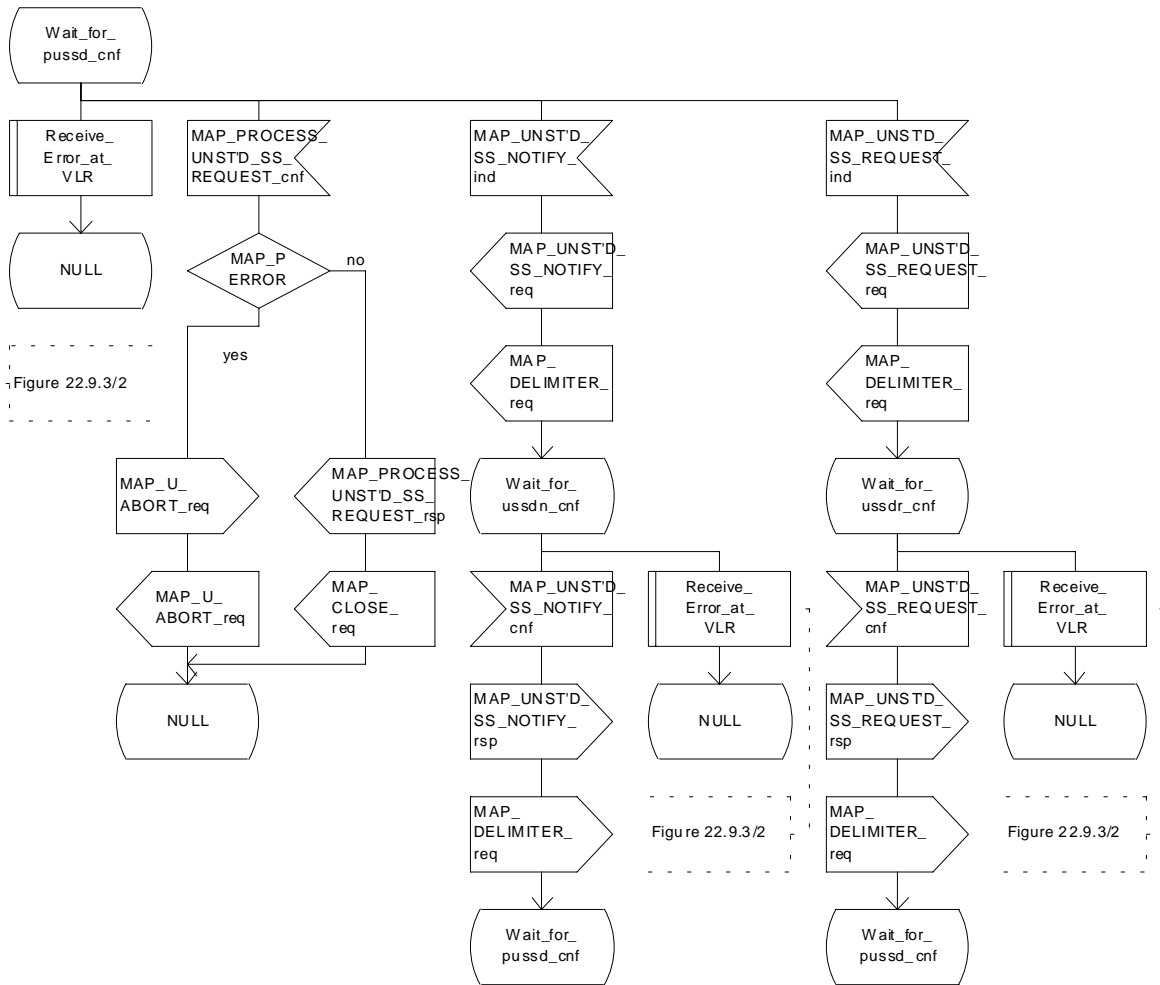 Wait_for_
pussd_cnf
Receive_
Error_at_
VLR
MAP_PROCESS_
UNST'D_SS_
REQUEST_cnf
MAP_UNST'D_
SS_NOTIFY_
ind
MAP_UNST'D_
SS_REQUEST_
ind
NULL
MAP_P
ERROR
no
yes
MAP_UNST'D_
SS_NOTIFY_
req
MAP_UNST'D_
SS_REQUEST_
req
Figure 22.9.3/2
MAP_
DELIMITER_
req
MAP_
DELIMITER_
req
MAP_U_
ABORT_req
MAP_PROCESS_
UNST'D_SS_
REQUEST_rsp
Wait_for_
ussdn_cnf
Wait_for_
ussdr_cnf
MAP_U_
ABORT_req
MAP_
CLOSE_
req
MAP_UNST'D_
SS_NOTIFY_
cnf
Receive_
Error_at_
VLR
MAP_UNST'D_
SS_REQUEST_
cnf
Receive_
Error_at_
VLR
NULL
MAP_UNST'D_
SS_NOTIFY_
rsp
NULL
MAP_UNST'D_
SS_REQUEST_
rsp
NULL
MAP_
DELIMITER_
req
Figure 22.9.3/2
MAP_
DELIMITER_
req
Figure 22.9.3/2
Wait_for_
pussd_cnf
Wait_for_
pussd_cnf